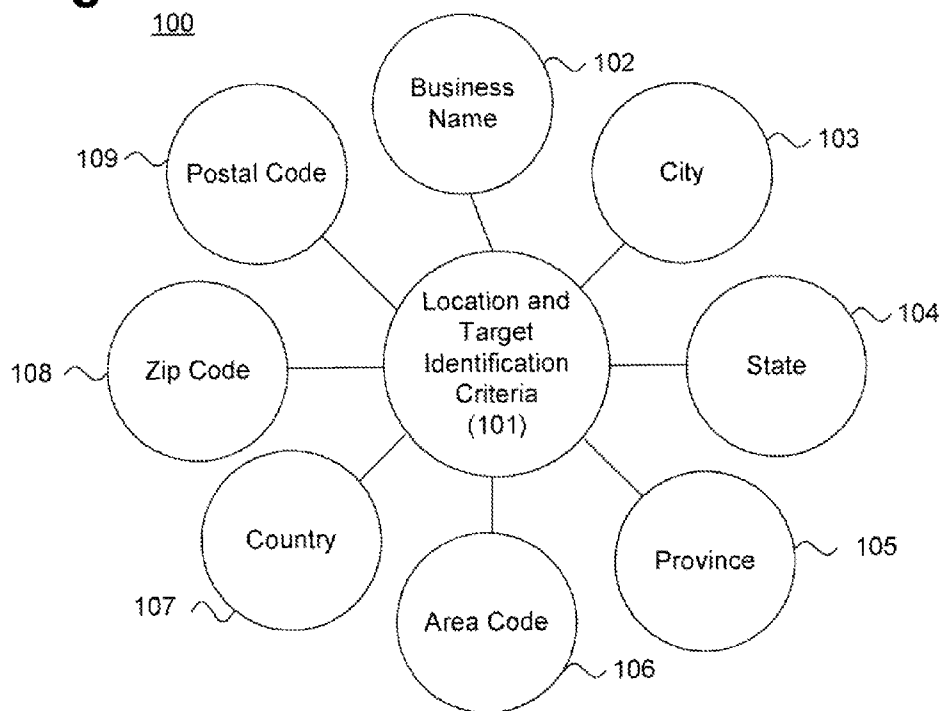 100
Business
Name
102
City
103
State
104
Province
105
Area Code
106
Country
107
Zip Code
108
Postal Code
109
Location and
Target
Identification
Criteria
(101)